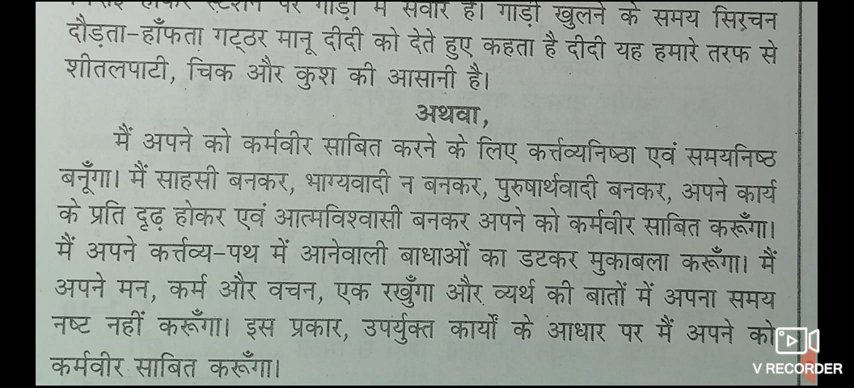 स्टेशन पर गाड़ी में सवार है। गाड़ी खुलने के समय सिरचन
दौड़ता-हाँफता गट्ठर मानू दीदी को देते हुए कहता है दीदी यह हमारे तरफ से
शीतलपाटी, चिक और कुश की आसानी है।
अथवा,
मैं अपने को कर्मवीर साबित करने के लिए कर्त्तव्यनिष्ठा एवं समयनिष्ठ
बनूँगा। मैं साहसी बनकर, भाग्यवादी न बनकर, पुरुषार्थवादी बनकर, अपने कार्य
के प्रति दृढ़ होकर एवं आत्मविश्वासी बनकर अपने को कर्मवीर साबित करूँगा।
मैं अपने कर्त्तव्य-पथ में आनेवाली बाधाओं का डटकर मुकाबला करूँगा। मैं
अपने मन, कर्म और वचन, एक रखुँगा और व्यर्थ की बातों में अपना समय
नष्ट नहीं करूँगा। इस प्रकार, उपर्युक्त कार्यों के आधार पर मैं अपने को
कर्मवीर साबित करूँगा।
V RECORDER